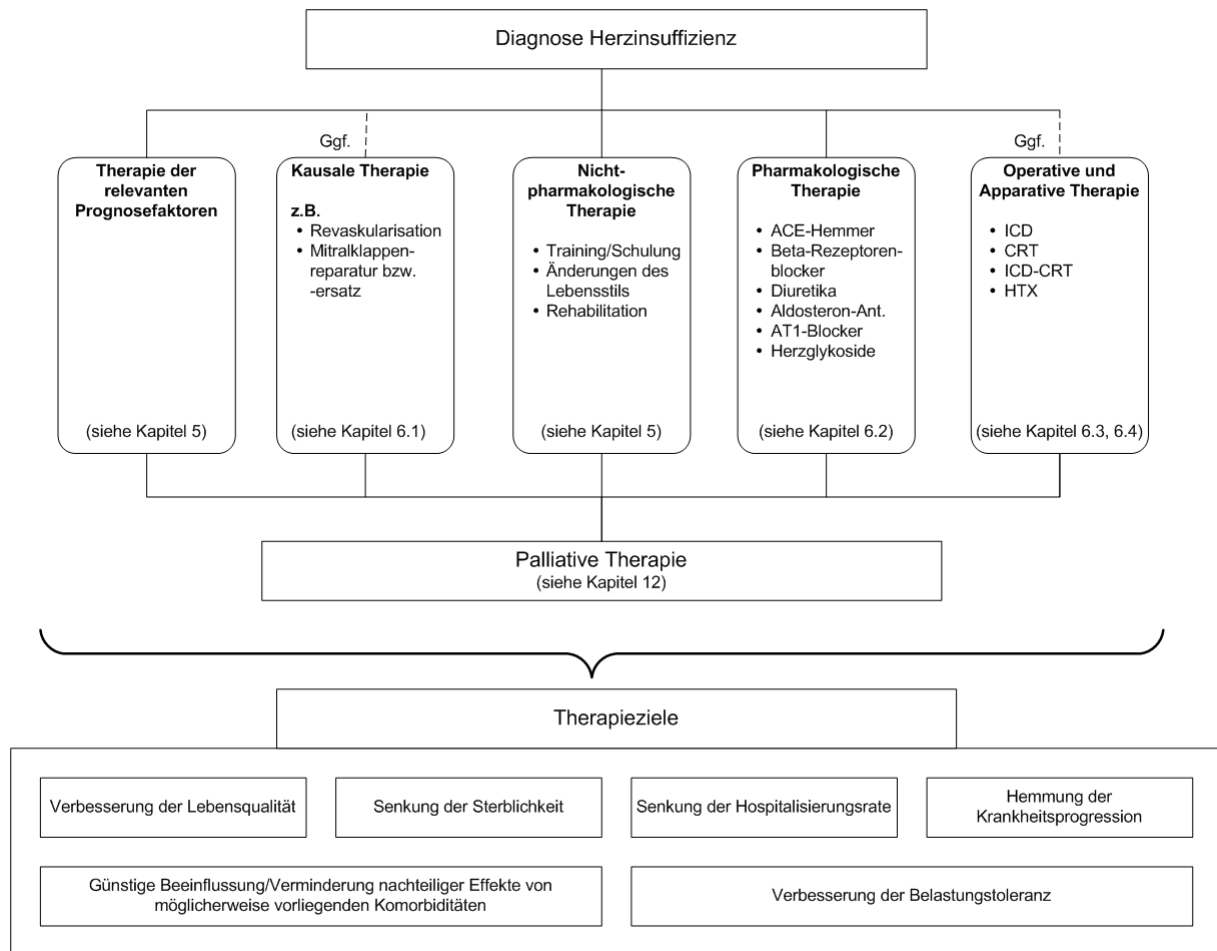 Diagnose Herzinsuffizienz
Ggf.
Ggf.
Therapie der
relevanten
Prognosefaktoren
(siehe Kapitel 5)
Kausale Therapie
z.B.
• Revaskularisation
• Mitralklappen-
reparatur bzw.
-ersatz
(siehe Kapitel 6.1)
Nicht-
pharmakologische
Therapie
• Training/Schulung
• Änderungen des
Lebensstils
• Rehabilitation
(siehe Kapitel 5)
Pharmakologische
Therapie
• ACE-Hemmer
• Beta-Rezeptoren-
blocker
• Diuretika
• Aldosteron-Ant.
• AT1-Blocker
• Herzglykoside
(siehe Kapitel 6.2)
Operative und
Apparative Therapie
• ICD
• CRT
• ICD-CRT
• HTX
(siehe Kapitel 6.3, 6.4)
Palliative Therapie
(siehe Kapitel 12)
Therapieziele
Verbesserung der Lebensqualität
Senkung der Sterblichkeit
Senkung der Hospitalisierungsrate
Hemmung der
Krankheitsprogression
Günstige Beeinflussung/Verminderung nachteiliger Effekte von
möglicherweise vorliegenden Komorbiditäten
Verbesserung der Belastungstoleranz